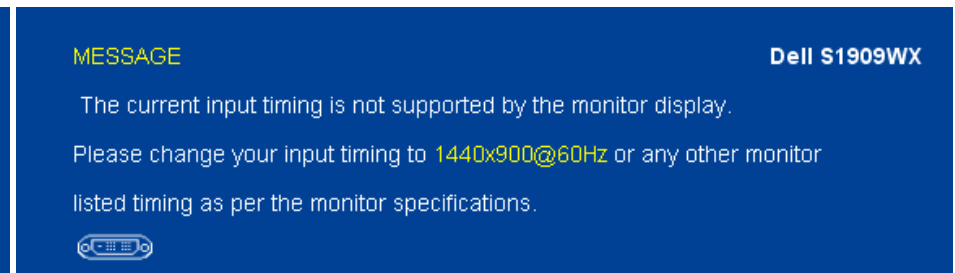 MESSAGE Dell S1909WX
The current input timing is not supported by the monitor display.
Please change your input timing to 1440x900@60Hz or any other monitor
listed timing as per the monitor specifications.